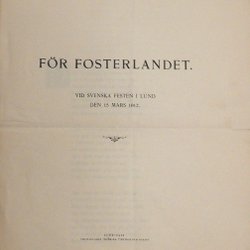 FÖR FOSTERLANDET.
VID SVENSKA FESTEN I LUND
DEN 15 MARS 1912.